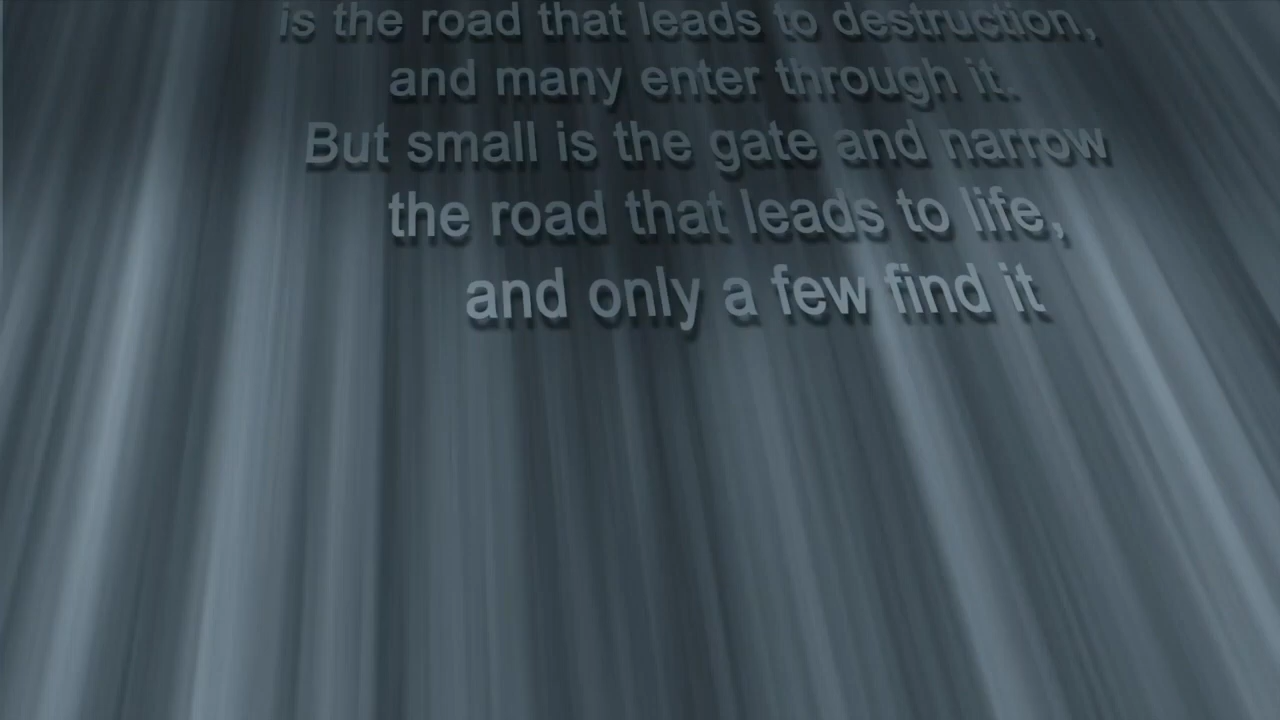 is the road that leads to destruction,
and many enter through it.
But small is the gate and narrow
the road that leads to life,
and only a few find it